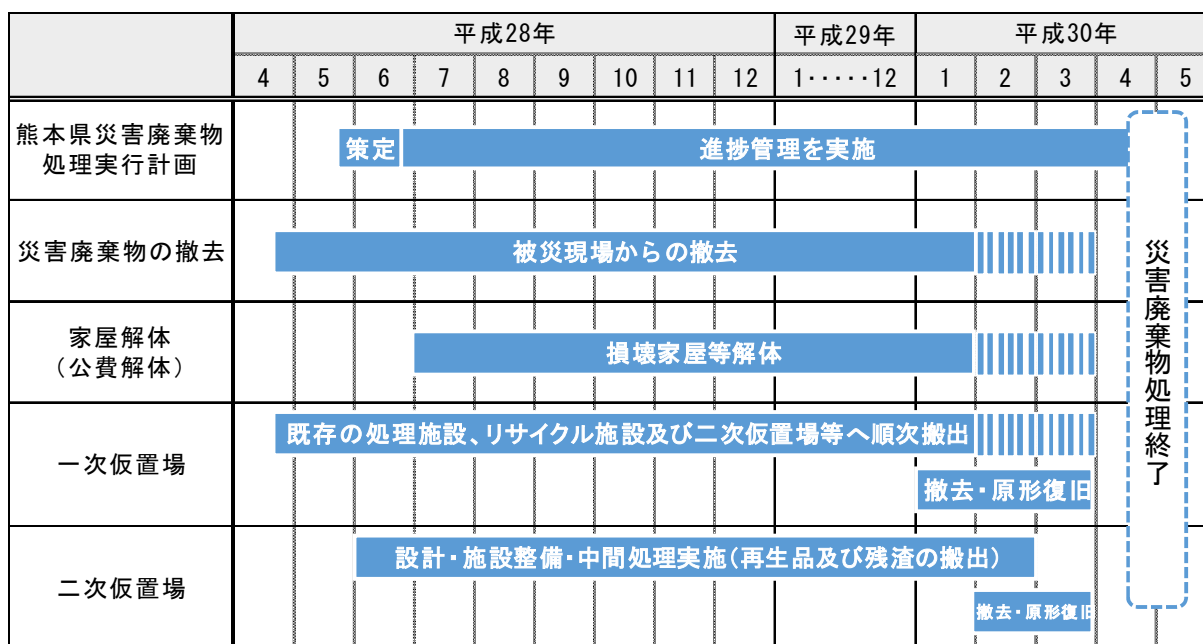 平成28年 平成29年 平成30年
4 5 6 7 8 9 10 11 12 1・・・・・12 1 2 3 4 5
熊本県災害廃棄物
処理実行計画
策定 進捗管理を実施
災害廃棄物の撤去
被災現場からの撤去
家屋解体
（公費解体）
損壊家屋等解体
一次仮置場
既存の処理施設、リサイクル施設及び二次仮置場等へ順次搬出
撤去・原形復旧
二次仮置場
設計・施設整備・中間処理実施（再生品及び残渣の搬出）
撤去・原形復旧
災害廃棄物処理終了